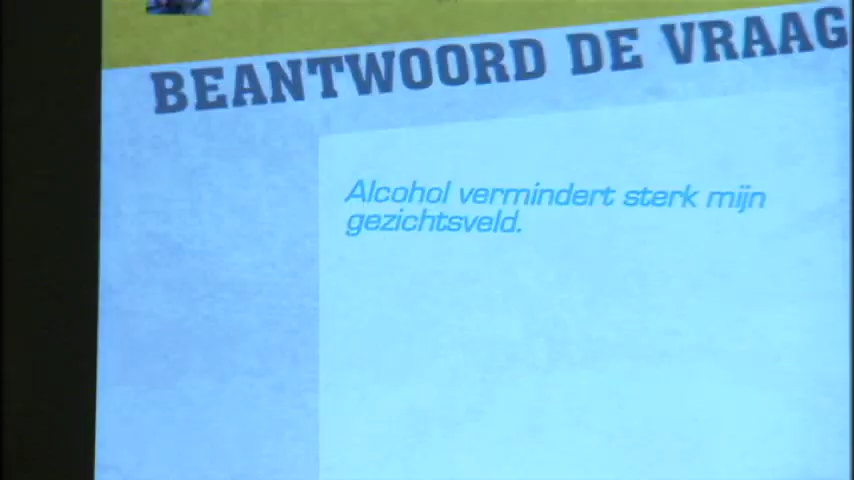 BEANTWOORD DE VRAAG
Alcohol vermindert sterk mijn
gezichtsveld.